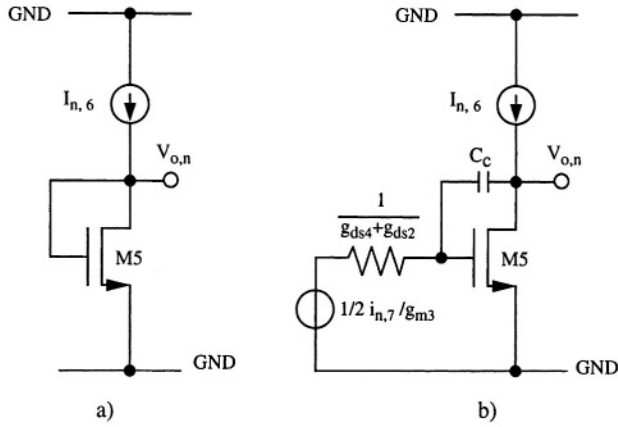 GND
GND
I_{n, 6}
I_{n, 6}
V_{o,n}
C_c
V_{o,n}
1
g_{ds4}+g_{ds2}
M5
M5
1/2 i_{n,7} /g_{m3}
GND
GND
a)
b)